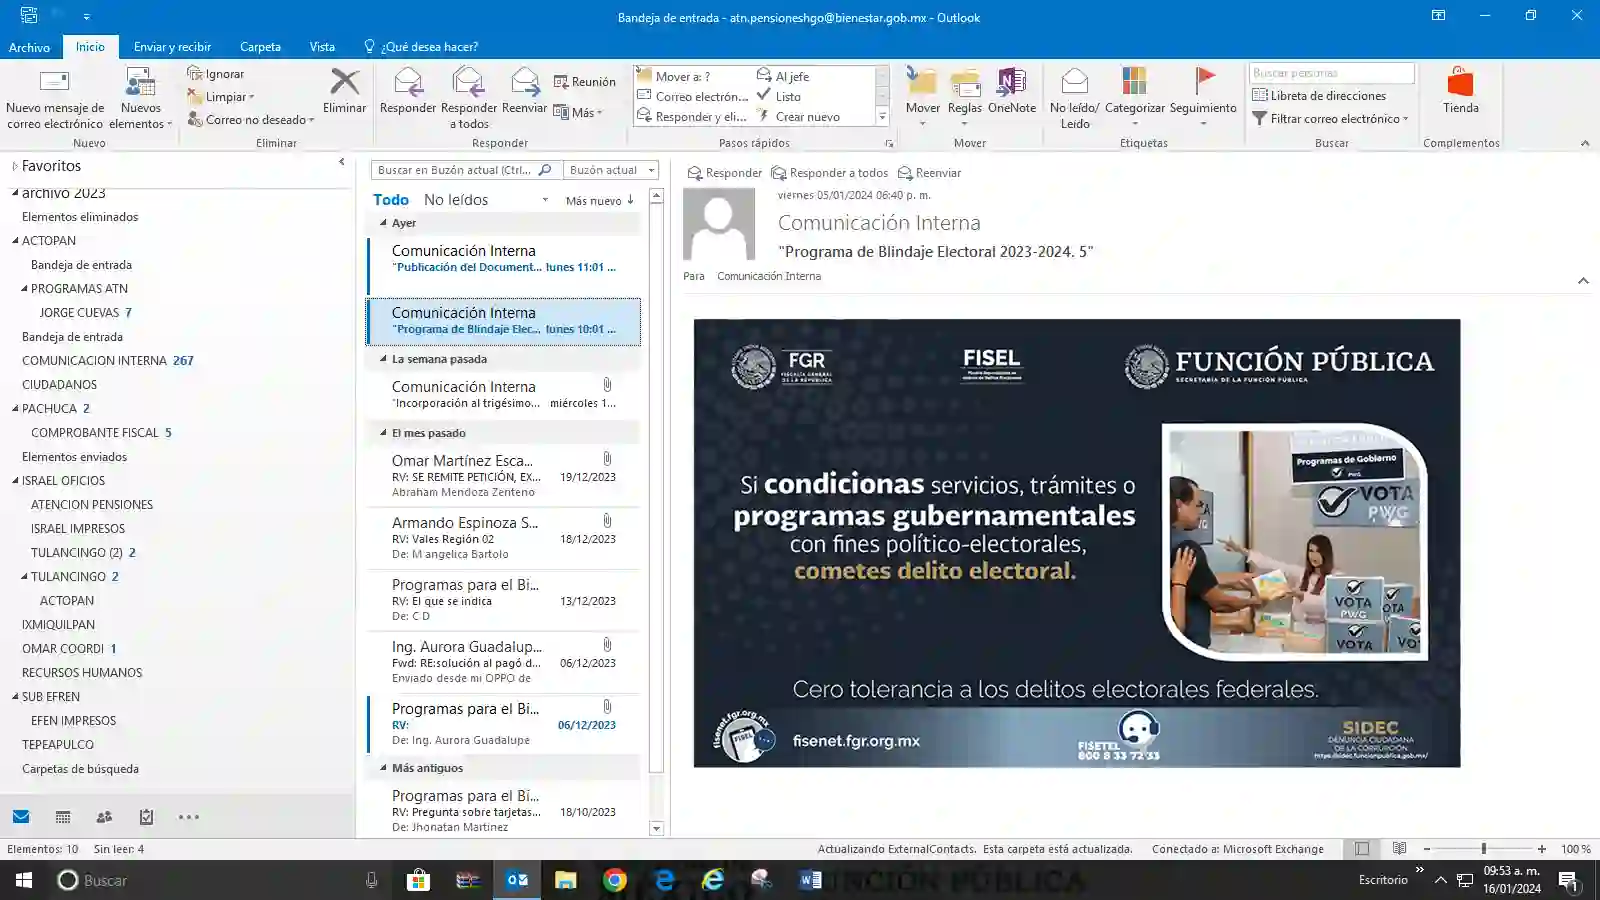 Bandeja de entrada - atn.pensioneshgo@bienestar.gob.mx - Outlook
Archivo Inicio Enviar y recibir Carpeta Vista ¿Qué desea hacer?
Nuevo mensaje de correo electrónico
Nuevos elementos
Nuevo
Ignorar
Limpiar
Correo no deseado
Eliminar
Eliminar
Responder
Responder a todos
Reenviar
Reunión
Más
Responder
Mover a: ?
Correo electrón...
Responder y eli...
Al jefe
Listo
Crear nuevo
Pasos rápidos
Mover
Reglas
OneNote
Mover
No leído/ Leído
Categorizar
Seguimiento
Etiquetas
Buscar personas
Libreta de direcciones
Filtrar correo electrónico
Buscar
Tienda
Complementos
Favoritos
archivo 2023
Elementos eliminados
ACTOPAN
Bandeja de entrada
PROGRAMAS ATN
JORGE CUEVAS 7
Bandeja de entrada
COMUNICACION INTERNA 267
CIUDADANOS
PACHUCA 2
COMPROBANTE FISCAL 5
Elementos enviados
ISRAEL OFICIOS
ATENCION PENSIONES
ISRAEL IMPRESOS
TULANCINGO (2) 2
TULANCINGO 2
ACTOPAN
IXMIQUILPAN
OMAR COORDI 1
RECURSOS HUMANOS
SUB EFREN
EFEN IMPRESOS
TEPEAPULCO
Carpetas de búsqueda
Buscar en Buzón actual (Ctrl... Buzón actual
Todo No leídos Más nuevo
Ayer
Comunicación Interna
"Publicación del Document... lunes 11:01 ...
Comunicación Interna
"Programa de Blindaje Elec... lunes 10:01 ...
La semana pasada
Comunicación Interna
"Incorporación al trigésimo... miércoles 1...
El mes pasado
Omar Martínez Esca...
RV: SE REMITE PETICIÓN, EX... 19/12/2023
Abraham Mendoza Zenteno
Armando Espinoza S...
RV: Vales Región 02 18/12/2023
De: M angelica Bartolo
Programas para el Bi...
RV: El que se indica 13/12/2023
De: C D
Ing. Aurora Guadalup...
Fwd: RE:solución al pagó d... 06/12/2023
Enviado desde mi OPPO de
Programas para el Bi...
RV: 06/12/2023
De: Ing. Aurora Guadalupe
Más antiguos
Programas para el Bi...
RV: Pregunta sobre tarjetas... 18/10/2023
De: Jhonatan Martinez
Responder Responder a todos Reenviar
viernes 05/01/2024 06:40 p. m.
Comunicación Interna
"Programa de Blindaje Electoral 2023-2024. 5"
Para Comunicación Interna
FGR
FISCALÍA GENERAL
DE LA REPÚBLICA
FISEL
FUNCIÓN PÚBLICA
SECRETARÍA DE LA FUNCIÓN PÚBLICA
Si condicionas servicios, trámites o
programas gubernamentales
con fines político-electorales,
cometes delito electoral.
Programas de Gobierno
PWG
VOTA
PWG
VOTA
PWG
VOTA
OTA
VO
Cero tolerancia a los delitos electorales federales.
fisenet.fgr.org.mx
FISEL
fisenet.fgr.org.mx
FISETEL
800 8 33 72 33
SIDEC
DENUNCIA CIUDADANA
DE LA CORRUPCIÓN
https://sidec.funcionpublica.gob.mx/
Elementos: 10 Sin leer: 4 Actualizando ExternalContacts. Esta carpeta está actualizada. Conectado a: Microsoft Exchange 100 %
Buscar
FUNCIÓN PÚBLICA
Escritorio
09:53 a. m.
16/01/2024
1